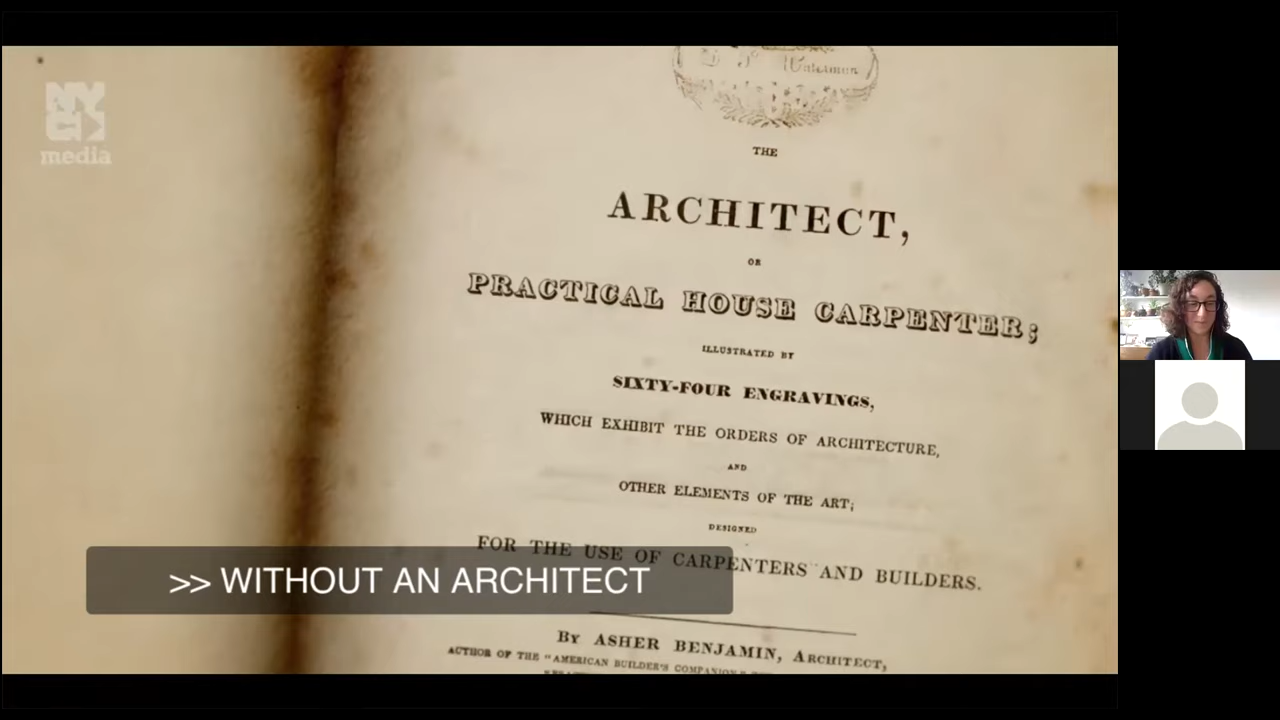 NYC
media
Waterman
THE
ARCHITECT,
OR
PRACTICAL HOUSE CARPENTER;
ILLUSTRATED BY
SIXTY-FOUR ENGRAVINGS,
WHICH EXHIBIT THE ORDERS OF ARCHITECTURE,
AND
OTHER ELEMENTS OF THE ART;
DESIGNED
FOR THE USE OF CARPENTERS AND BUILDERS.
>> WITHOUT AN ARCHITECT
By ASHER BENJAMIN, Architect,
AUTHOR OF THE "AMERICAN BUILDER'S COMPANION"